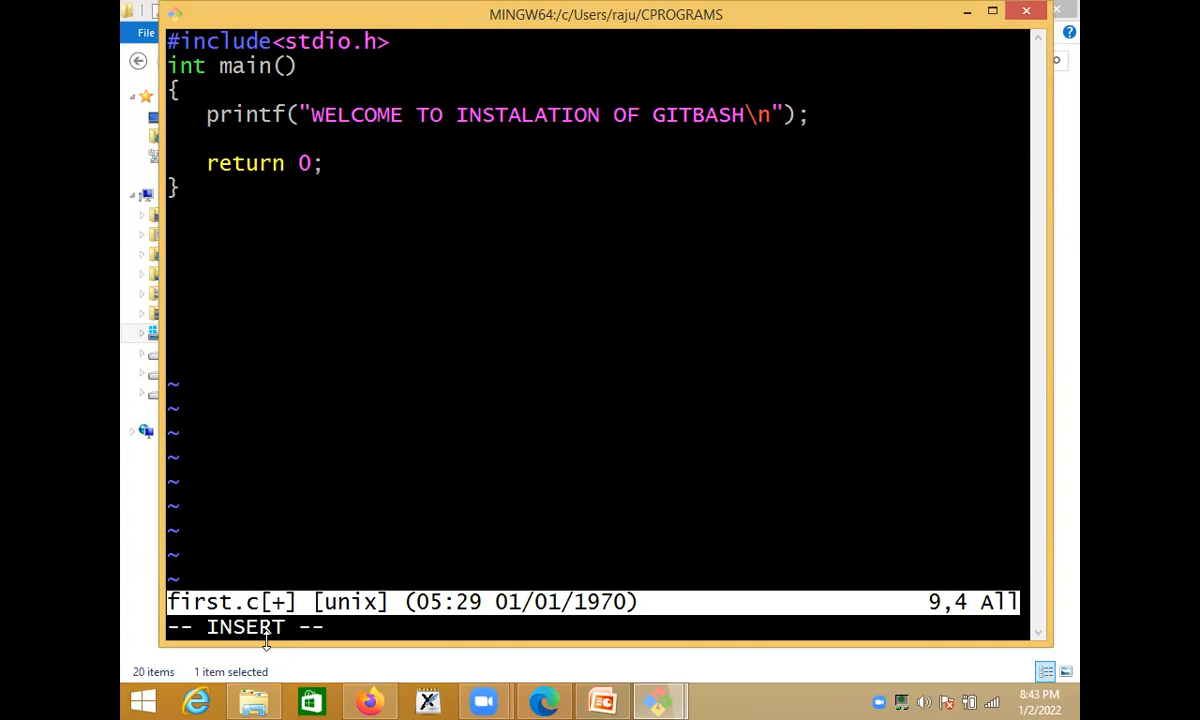 MINGW64:/c/Users/raju/CPROGRAMS
File
#include<stdio.h>
int main()
{
printf("WELCOME TO INSTALATION OF GITBASH\n");
return 0;
}
~
~
~
~
~
~
~
~
~
first.c[+] [unix] (05:29 01/01/1970) 9,4 All
-- INSERT --
20 items 1 item selected
8:43 PM
1/2/2022